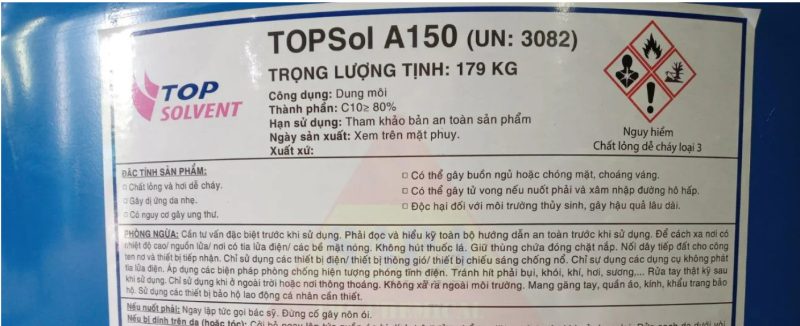 TOPSol A150 (UN: 3082)
TRỌNG LƯỢNG TỊNH: 179 KG
TOP
SOLVENT
Công dụng: Dung môi
Thành phần: C10≥ 80%
Hạn sử dụng: Tham khảo bản an toàn sản phẩm
Ngày sản xuất: Xem trên mặt phuy.
Xuất xứ:
Nguy hiểm
Chất lỏng dễ cháy loại 3
ĐẶC TÍNH SẢN PHẨM:
Chất lỏng và hơi dễ cháy.
Gây dị ứng da nhẹ.
Có nguy cơ gây ung thư.
Có thể gây buồn ngủ hoặc chóng mặt, choáng váng.
Có thể gây tử vong nếu nuốt phải và xâm nhập đường hô hấp.
Độc hại đối với môi trường thủy sinh, gây hậu quả lâu dài.
PHÒNG NGỪA: Cần tư vấn đặc biệt trước khi sử dụng. Phải đọc và hiểu kỹ toàn bộ hướng dẫn an toàn trước khi sử dụng. Để cách xa nơi có
nhiệt độ cao/ nguồn lửa/ nơi có tia lửa điện/ các bề mặt nóng. Không hút thuốc lá. Giữ thùng chứa đóng chặt nắp. Nối dây tiếp đất cho
ten nơ và thiết bị tiếp nhận. Chỉ sử dụng các thiết bị điện/ thiết bị thông gió/ thiết bị chiếu sáng chống nổ. Chỉ sự dụng các dụng cụ không phát
tia lửa điện. Áp dụng các biện pháp phòng chống hiện tượng phóng tĩnh điện. Tránh hít phải bụi, khói, khí, hơi, sương,... Rửa tay thật kỹ sau
khi sử dụng. Chỉ sử dụng khi ở ngoài trời hoặc nơi thông thoáng. Không xả ra ngoài môi trường. Mang găng tay, quần áo, kính, khẩu trang bảo
hộ. Sử dụng các thiết bị bảo hộ lao động cá nhân cần thiết.
Nếu nuốt phải: Ngay lập tức gọi bác sỹ. Đừng cố gây nôn ói.
Nếu bị dính trên da (hoặc tóc):